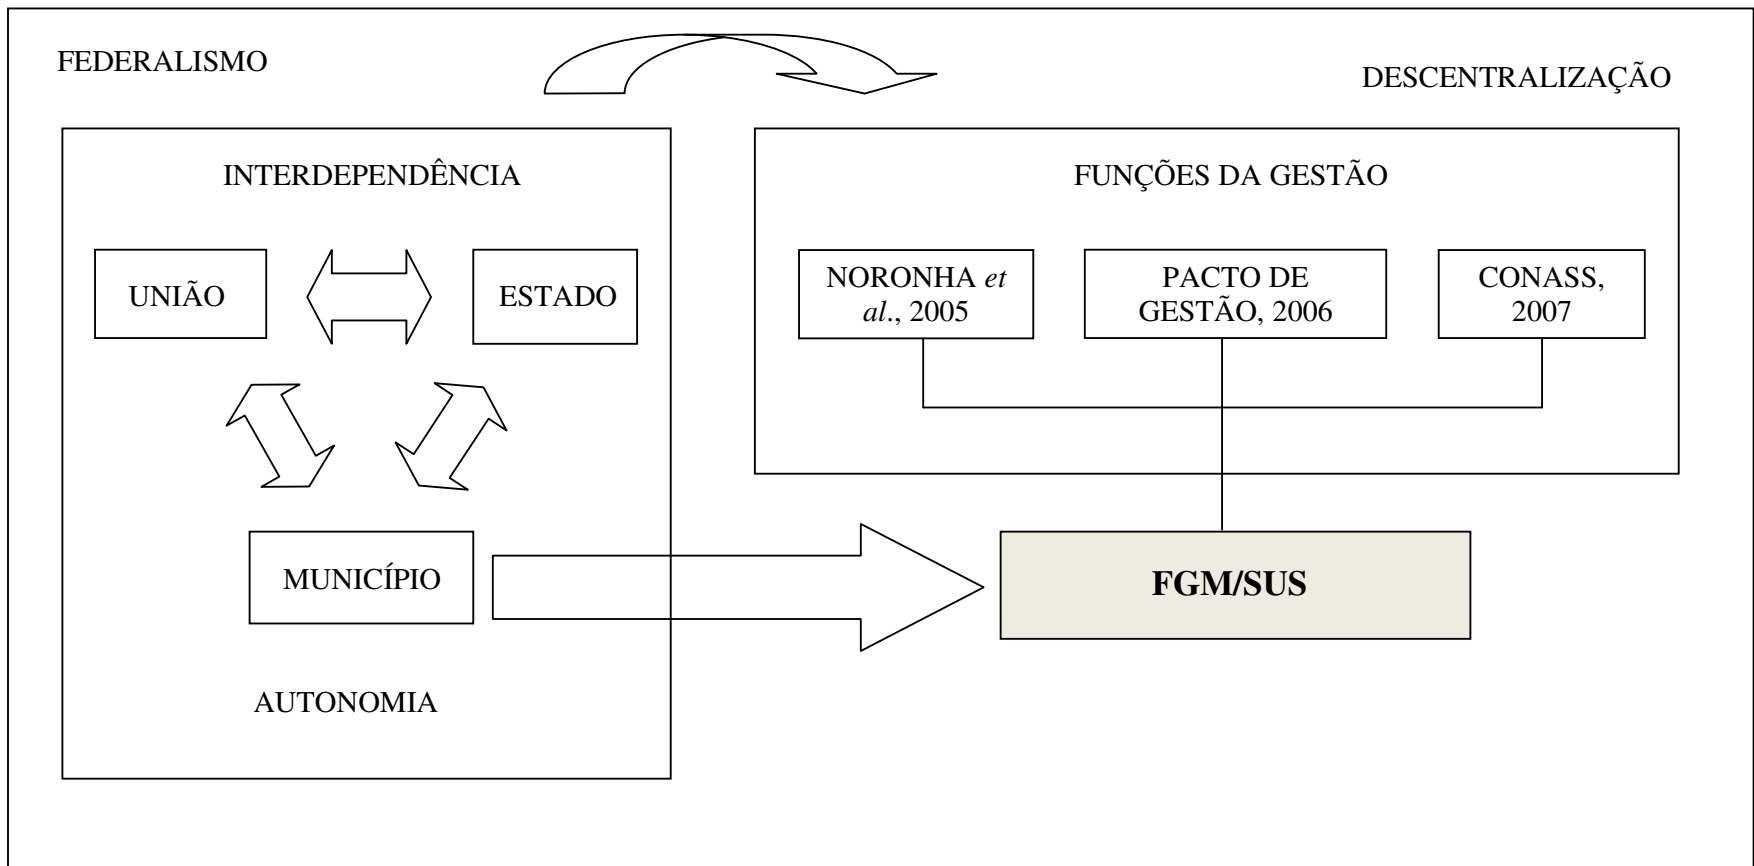 FEDERALISMO
DESCENTRALIZAÇÃO
INTERDEPENDÊNCIA
UNIÃO
ESTADO
MUNICÍPIO
AUTONOMIA
FUNÇÕES DA GESTÃO
NORONHA et
al., 2005
PACTO DE
GESTÃO, 2006
CONASS,
2007
FGM/SUS